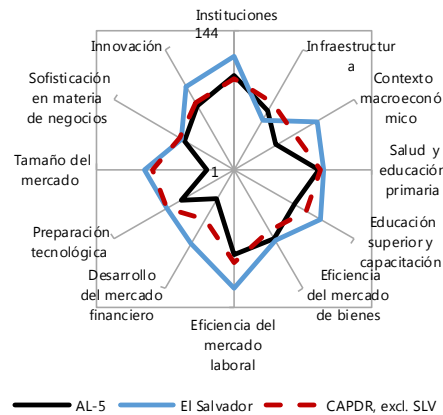 Instituciones
144
Innovación
Infraestructur
a
Sofisticación
en materia
de negocios
Contexto
macroeconó
mico
Tamaño del
mercado
1
Salud y
educación
primaria
Preparación
tecnológica
Educación
superior y
capacitación
Desarrollo
del mercado
financiero
Eficiencia
del mercado
de bienes
Eficiencia del
mercado
laboral
AL-5
El Salvador
CAPDR, excl. SLV